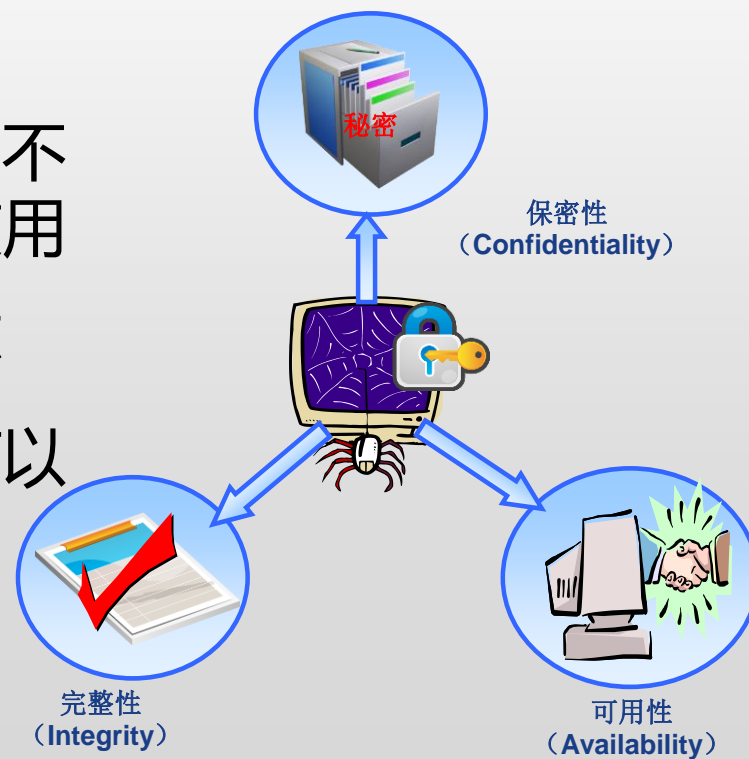 不
用
以
秘密
保密性
（Confidentiality）
完整性
（Integrity）
可用性
（Availability）